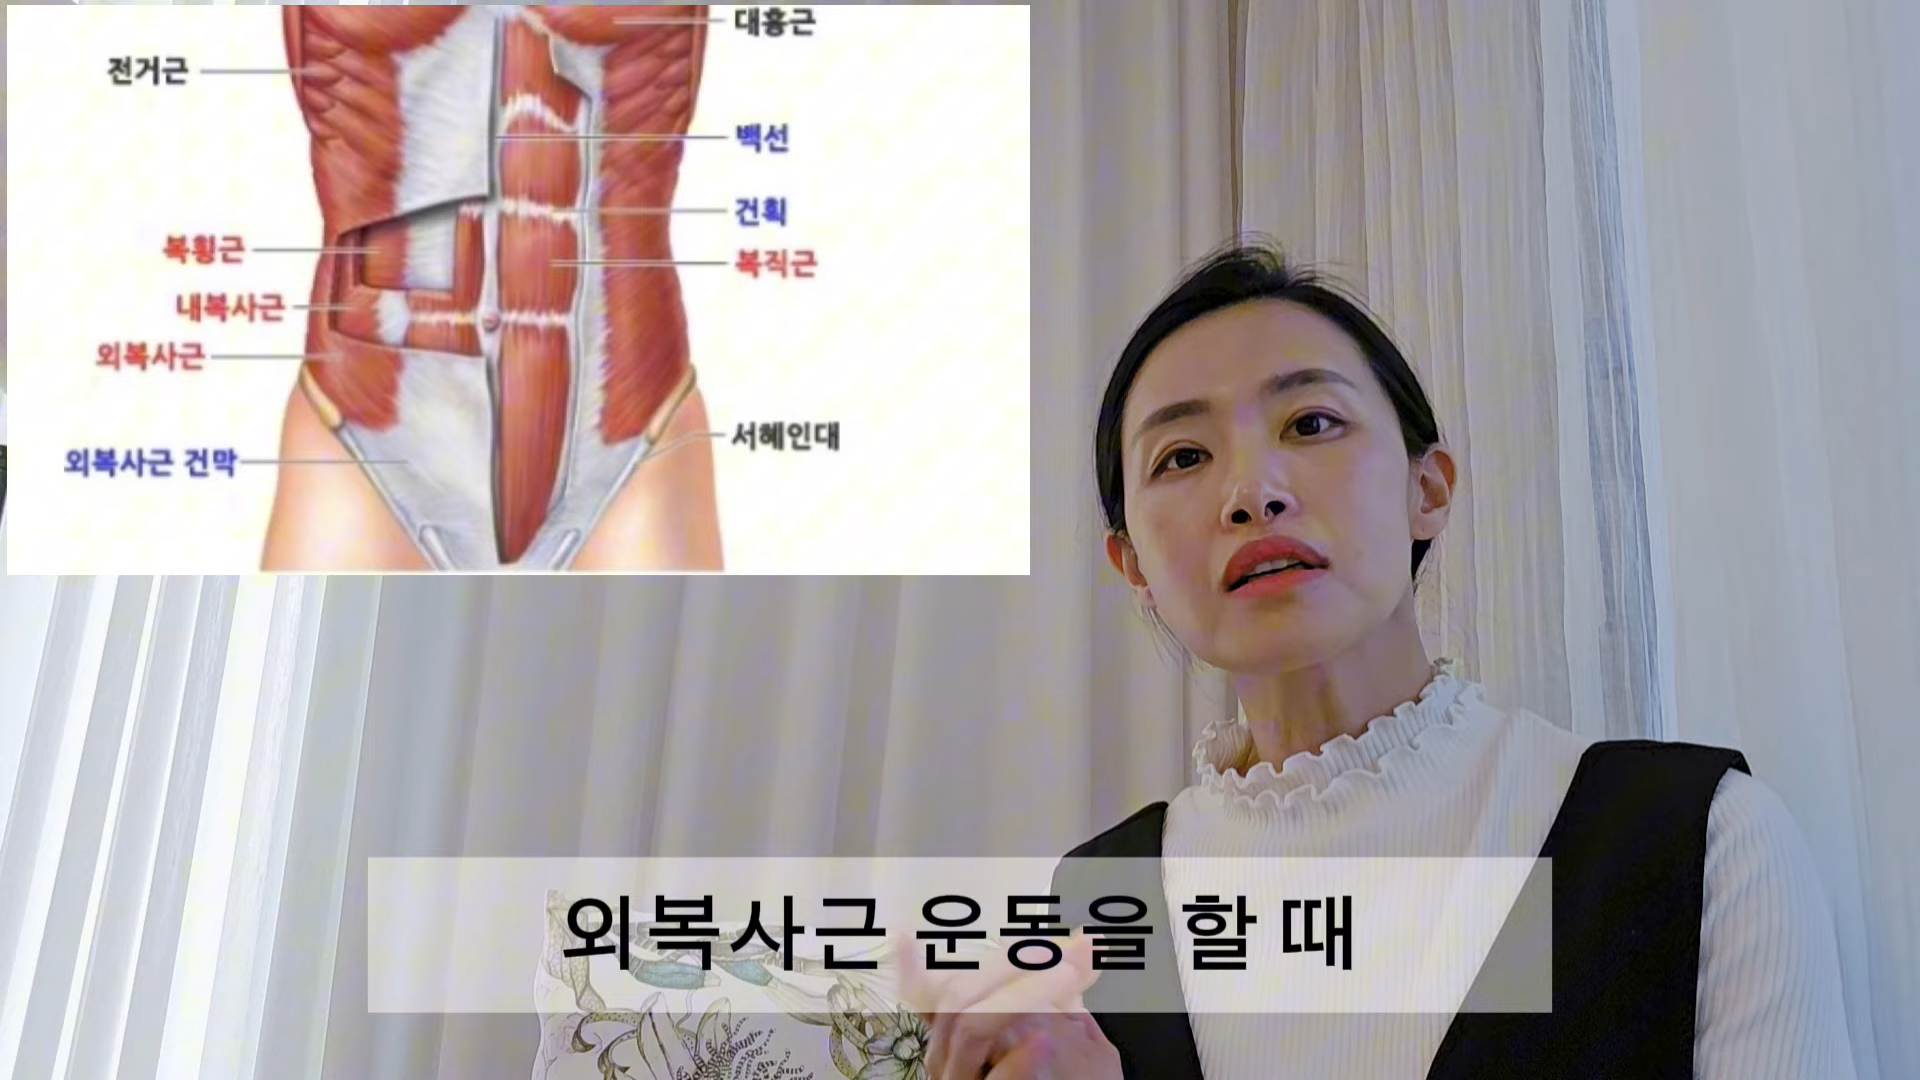 대흉근
전거근
백선
건획
복횡근
복직근
내복사근
외복사근
서혜인대
외복사근 건막
외복사근 운동을 할 때